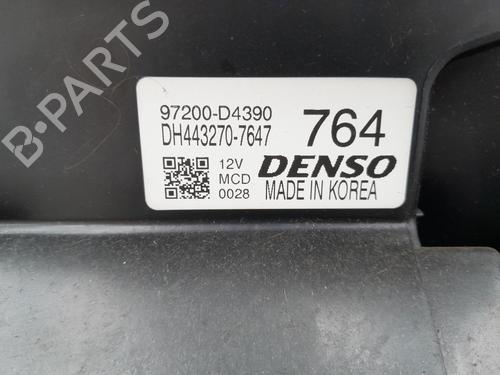 97200-D4390
DH443270-7647
764
12V
MCD
0028
DENSO
MADE IN KOREA
B-PARTS